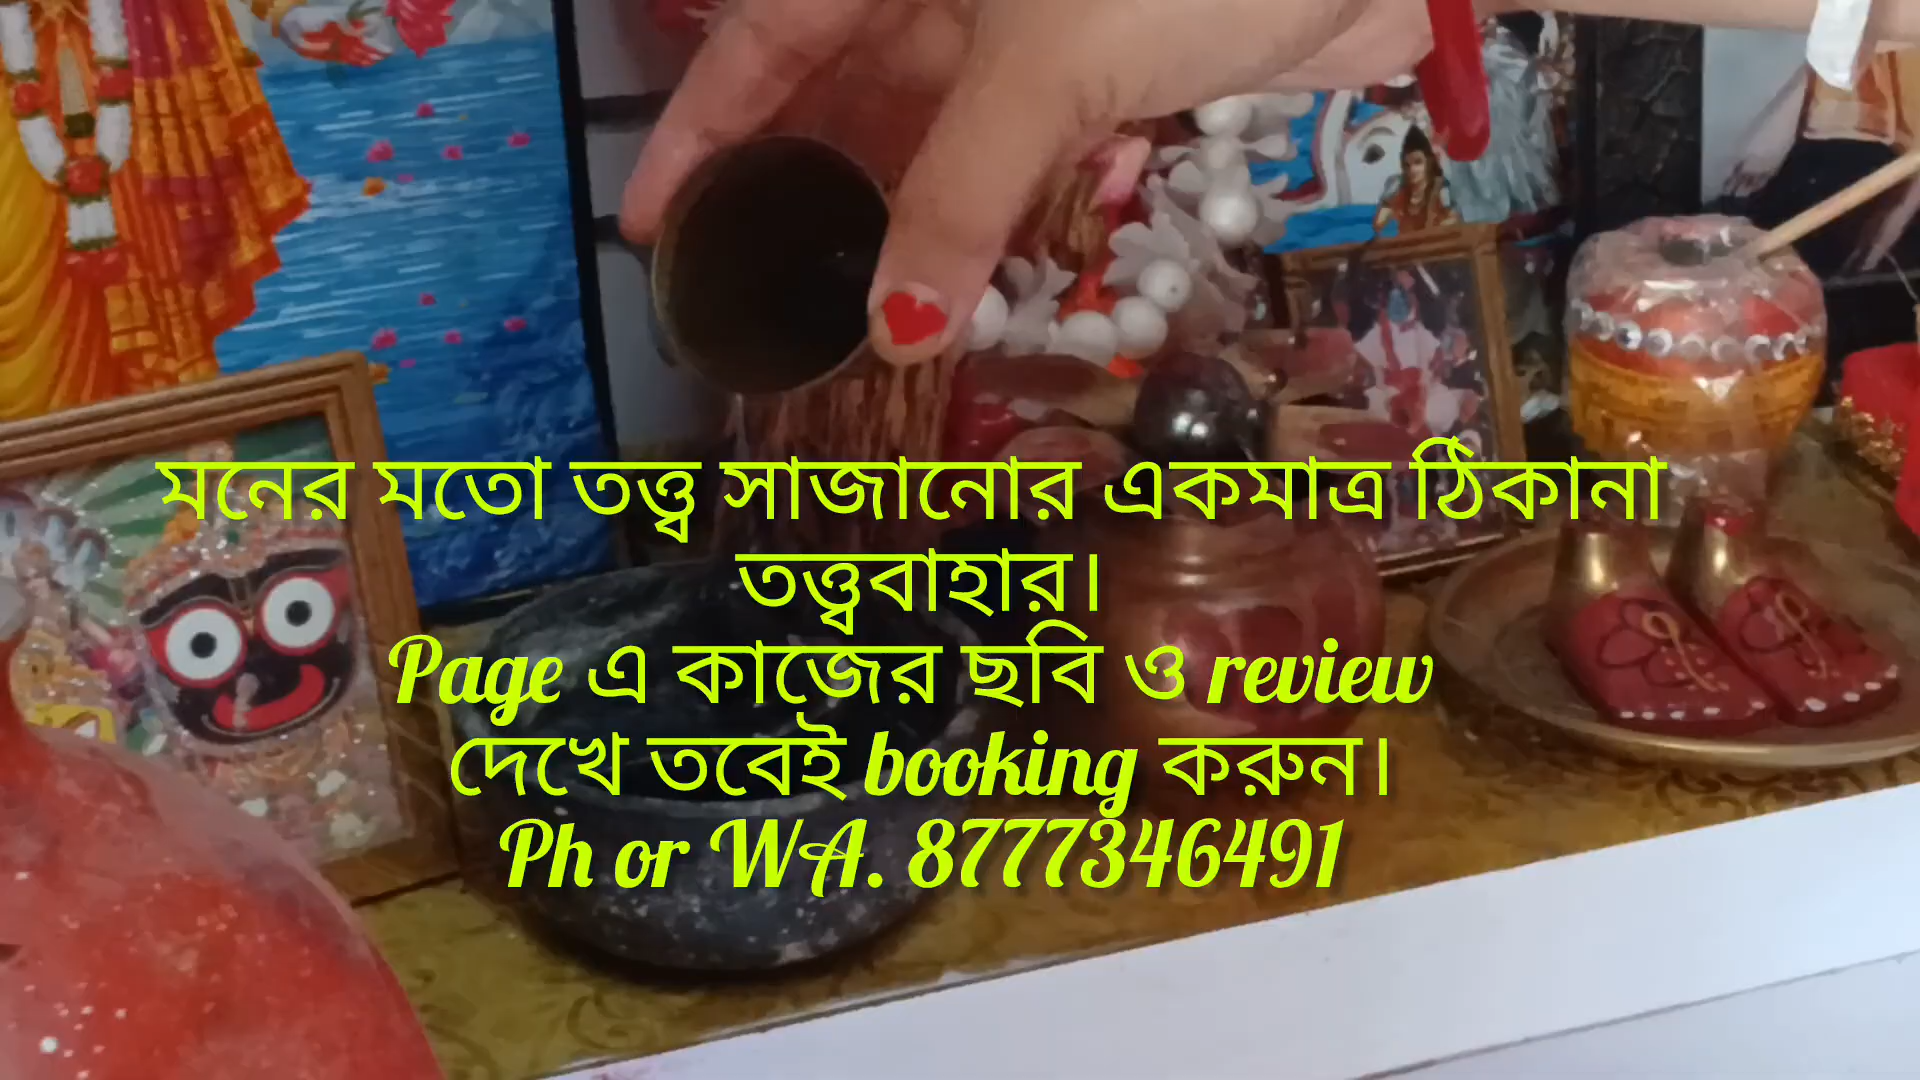 মনের মতো তত্ত্ব সাজানোর একমাত্র ঠিকানা
তত্ত্ববাহার।
Page এ কাজের ছবি ও review
দেখে তবেই booking করুন।
Ph or WA. 8777346491